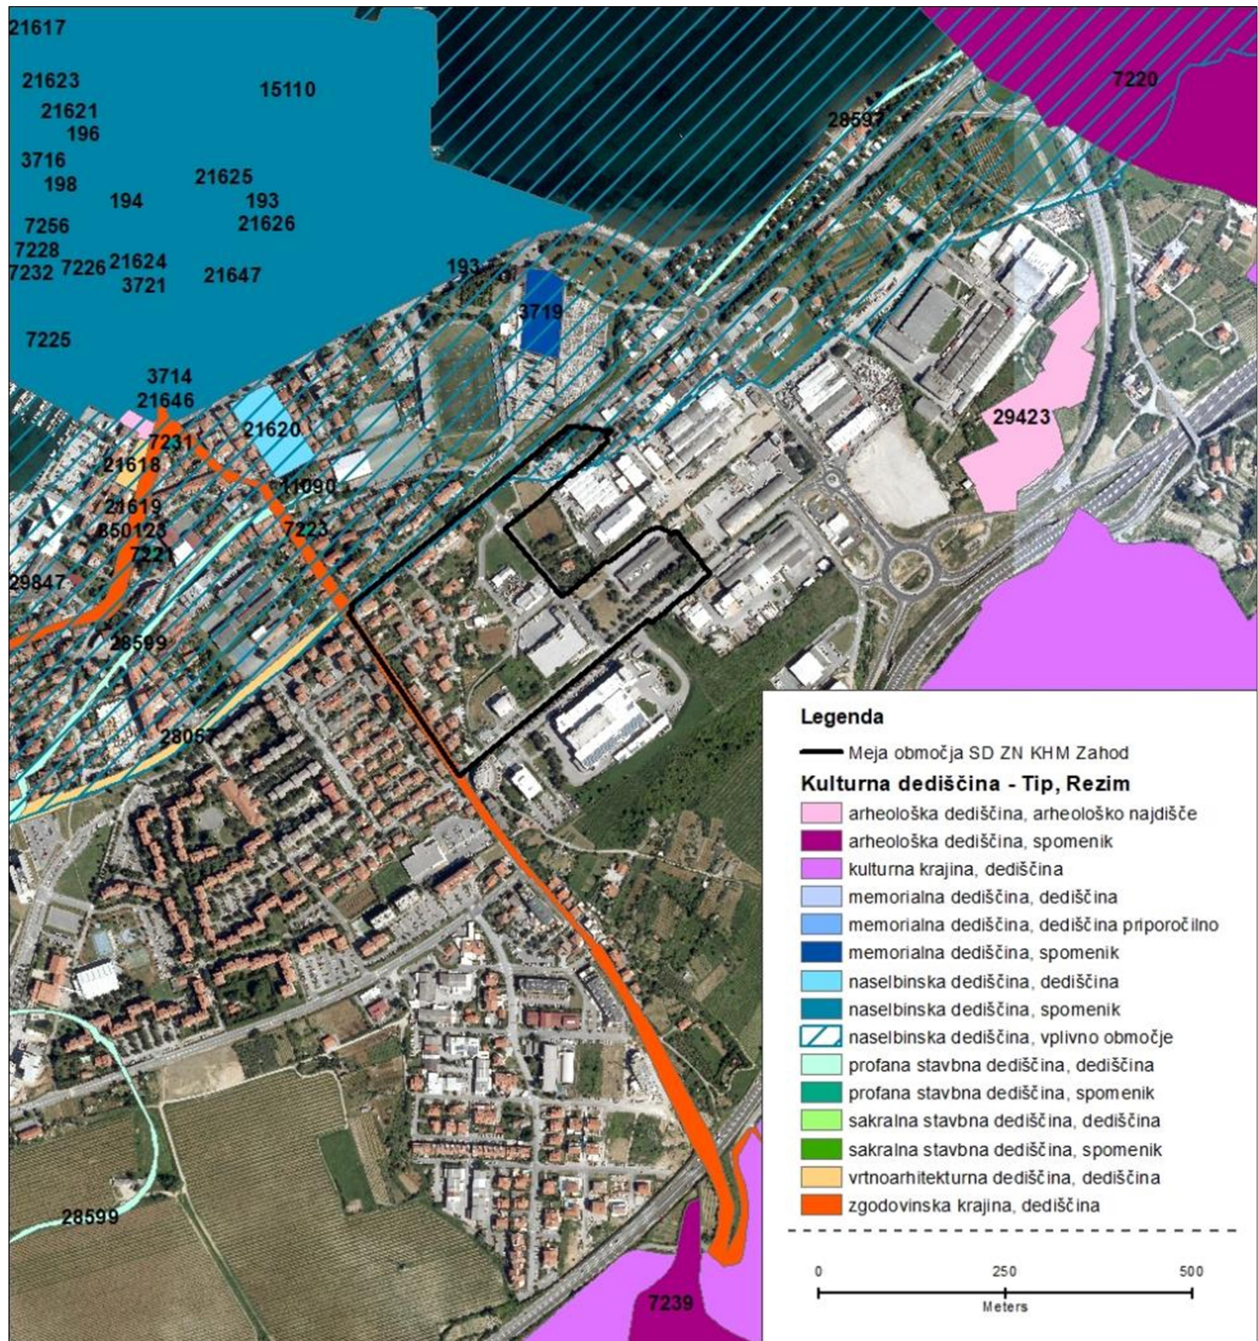 21617
7220
21623
15110
21621
28597
196
3716
21625
198
194
193
7256
21626
7228
21624
193
7232
7226
21647
3721
3719
7225
3714
21646
29423
21620
7231
21618
11090
21619
850123
7223
7221
29847
28599
28057
28599
7239
Legenda
Meja območja SD ZN KHM Zahod
Kulturna dediščina - Tip, Rezim
arheološka dediščina, arheološko najdišče
arheološka dediščina, spomenik
kulturna krajina, dediščina
memorialna dediščina, dediščina
memorialna dediščina, dediščina priporočilno
memorialna dediščina, spomenik
naselbinska dediščina, dediščina
naselbinska dediščina, spomenik
naselbinska dediščina, vplivno območje
profana stavbna dediščina, dediščina
profana stavbna dediščina, spomenik
sakralna stavbna dediščina, dediščina
sakralna stavbna dediščina, spomenik
vrtnoarhitekturna dediščina, dediščina
zgodovinska krajina, dediščina
0 250 500
Meters